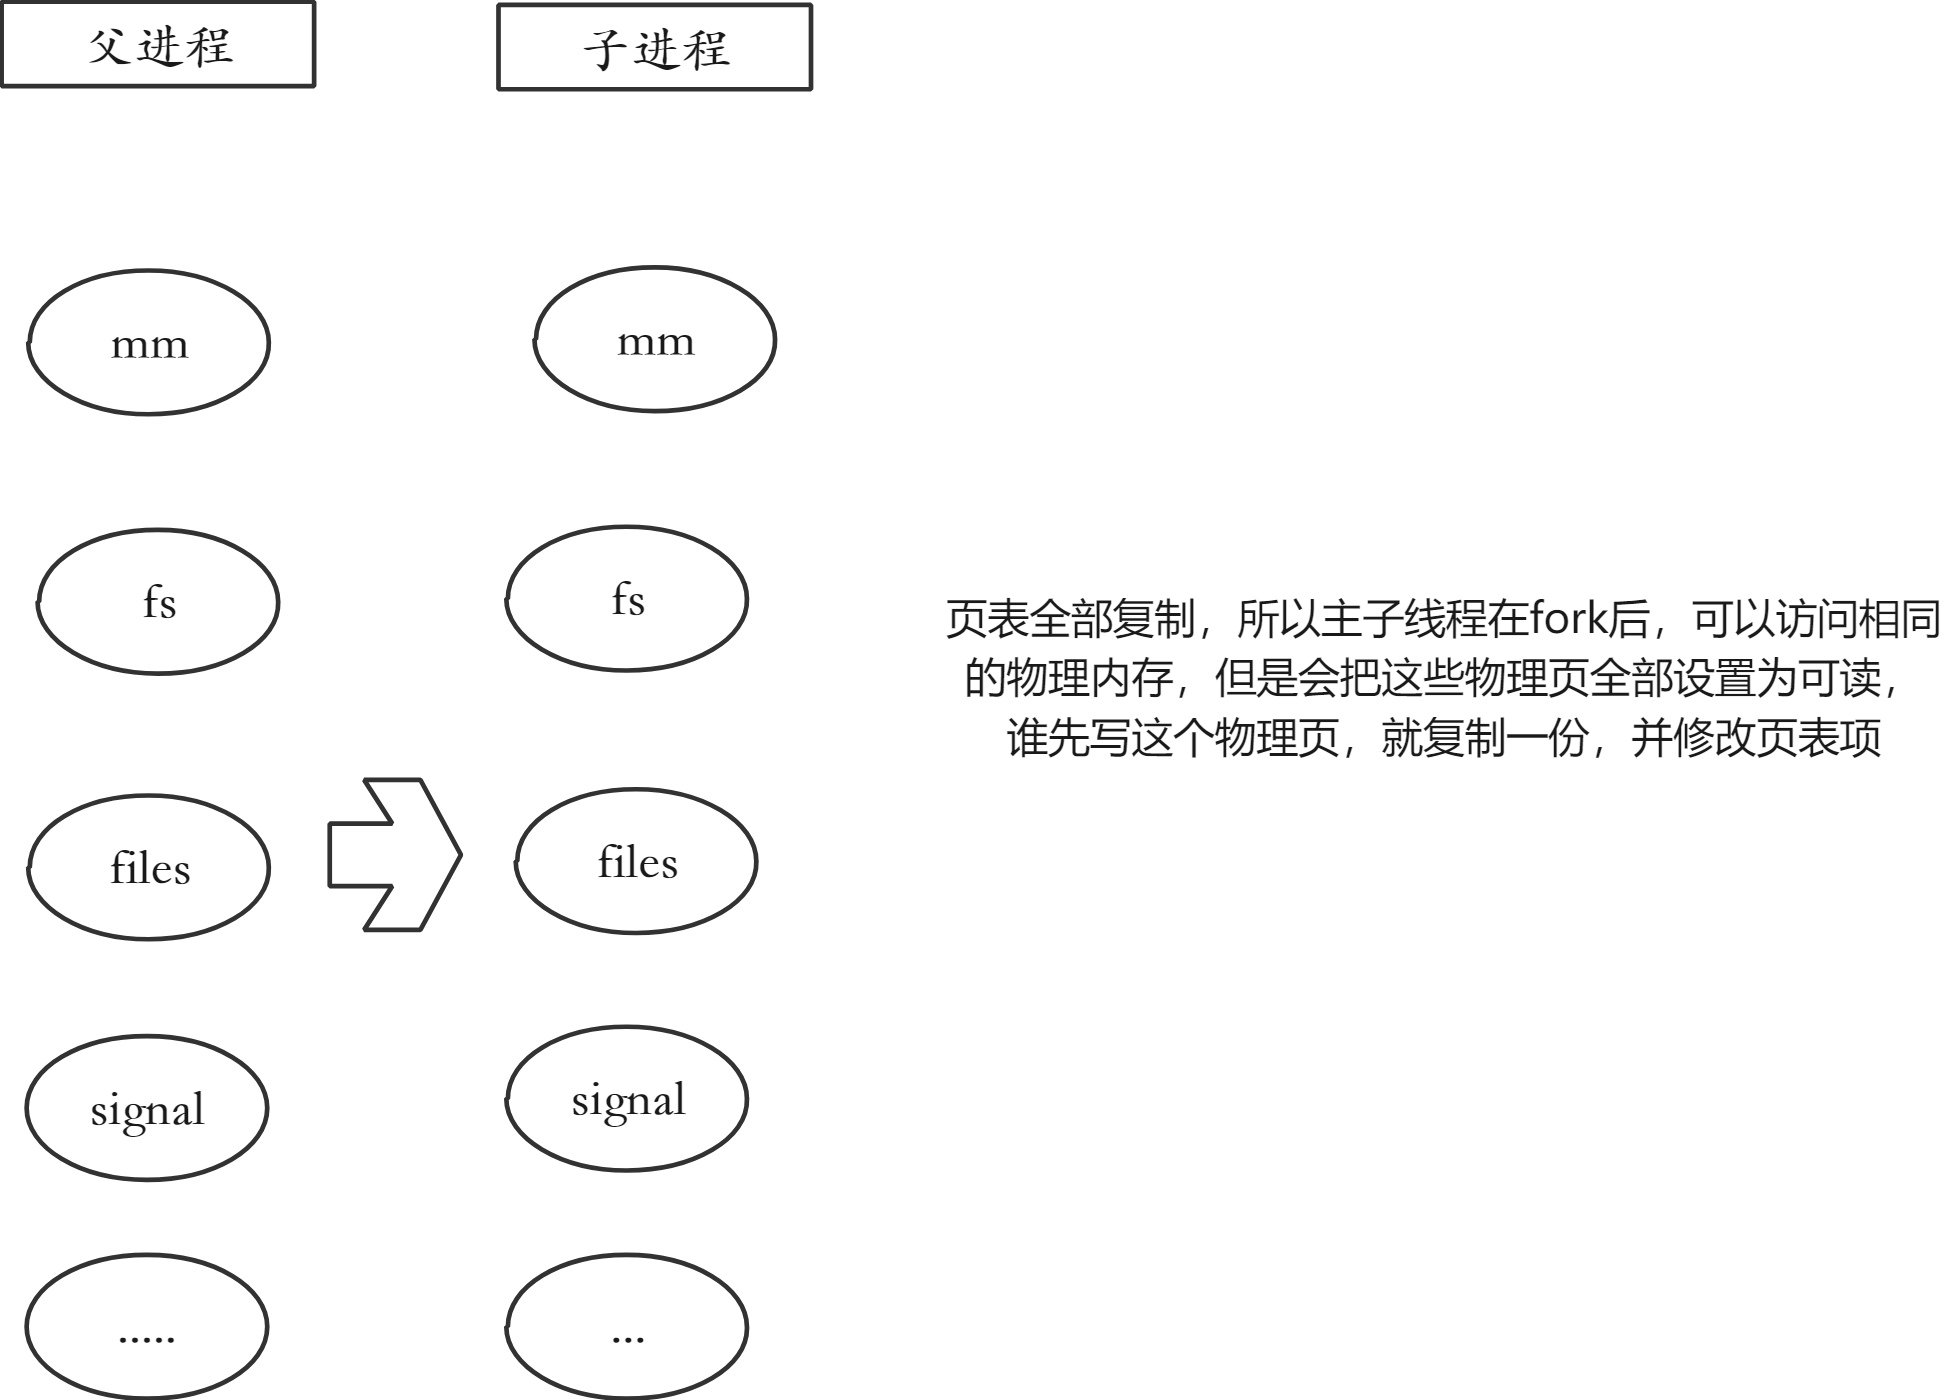 父进程
子进程
mm
mm
fs
fs
页表全部复制，所以主子线程在fork后，可以访问相同
的物理内存，但是会把这些物理页全部设置为可读，
谁先写这个物理页，就复制一份，并修改页表项
files
files
signal
signal
.....
...